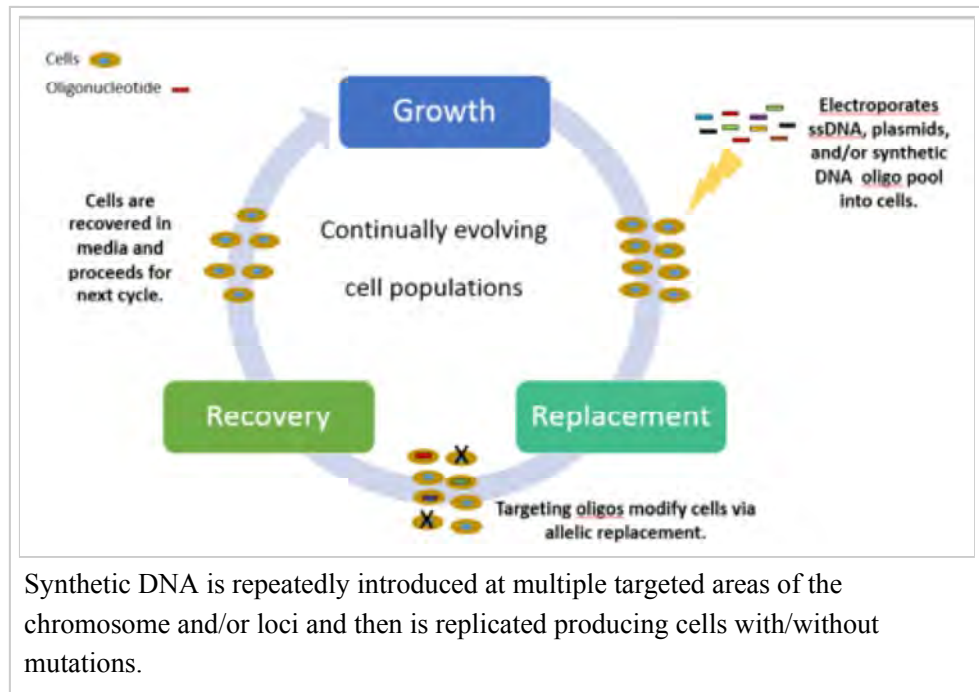 Cells
Oligonucleotide
Growth
Electroporates
ssDNA, plasmids,
and/or synthetic
DNA oligo pool
into cells.
Cells are
recovered in
media and
proceeds for
next cycle.
Continually evolving
cell populations
Recovery
Replacement
X
X
Targeting oligos modify cells via
allelic replacement.
Synthetic DNA is repeatedly introduced at multiple targeted areas of the
chromosome and/or loci and then is replicated producing cells with/without
mutations.